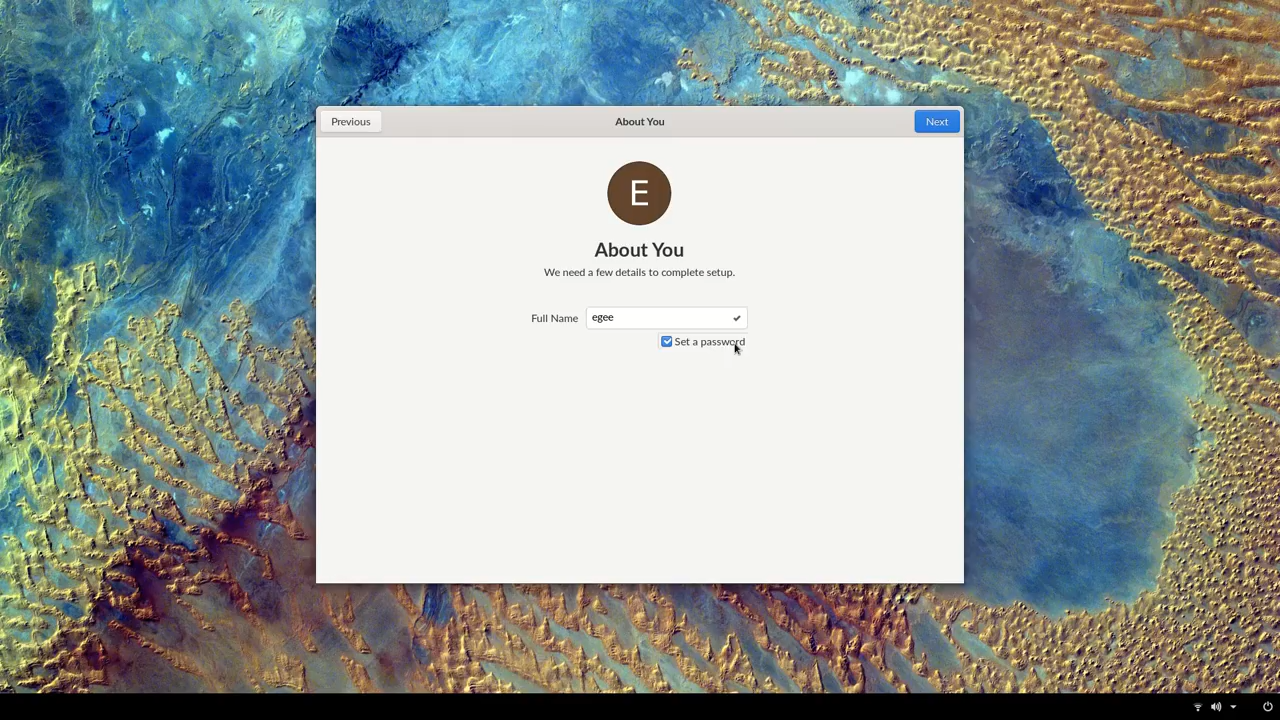 Previous
About You
Next
E
About You
We need a few details to complete setup.
Full Name
egee
Set a password